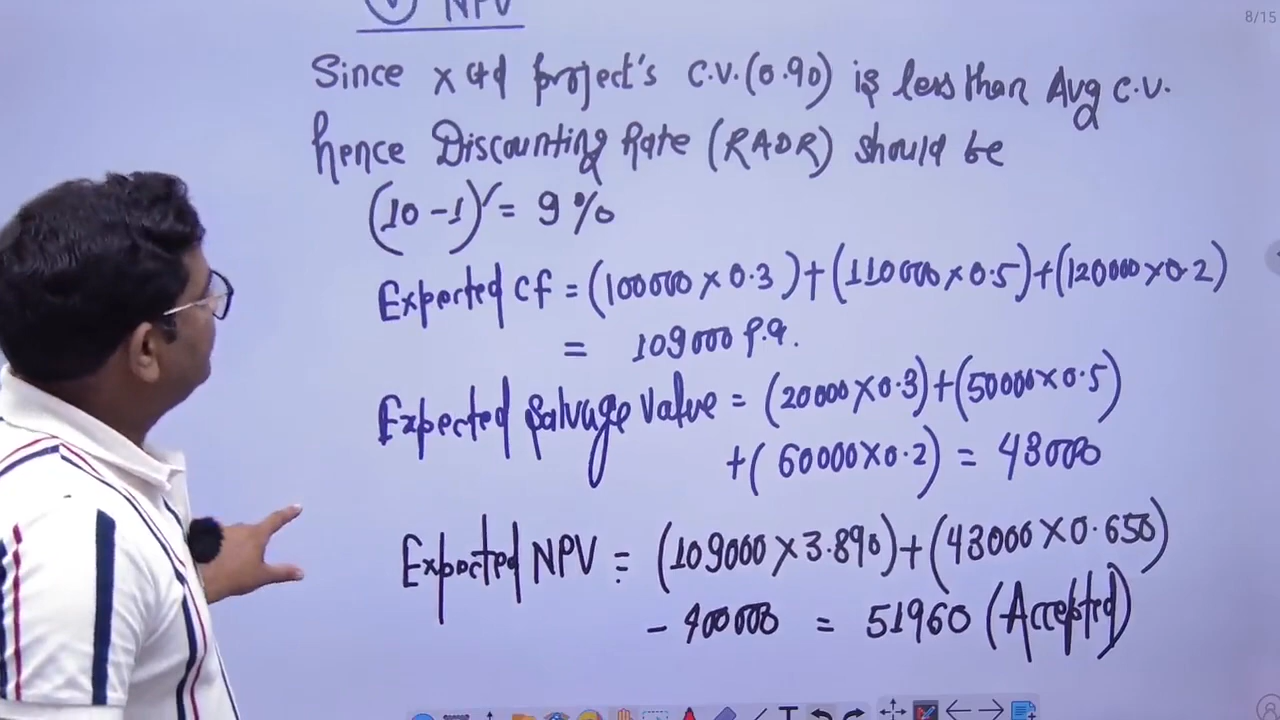 8/15
(v) NPV
Since X Ltd project's C.V.(0.90) is less than Avg C.V.
hence Discounting Rate (RADR) should be
(10-1) = 9%
Expected Cf = (100000 x 0.3) + (110000 x 0.5) + (120000 x 0.2)
= 109000 P.a.
Expected Salvage Value = (20000 x 0.3) + (50000 x 0.5)
+ (60000 x 0.2) = 43000
Expected NPV = (109000 x 3.890) + (43000 x 0.650)
- 400000 = 51960 (Accepted)